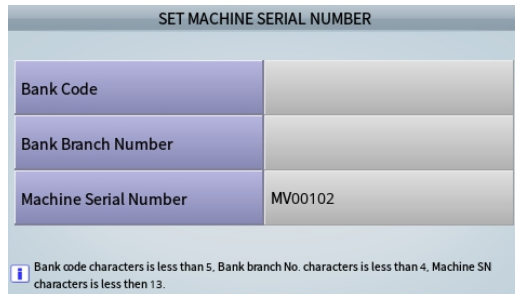 SET MACHINE SERIAL NUMBER
Bank Code
Bank Branch Number
Machine Serial Number MV00102
i Bank code characters is less than 5, Bank branch No. characters is less than 4, Machine SN
characters is less then 13.